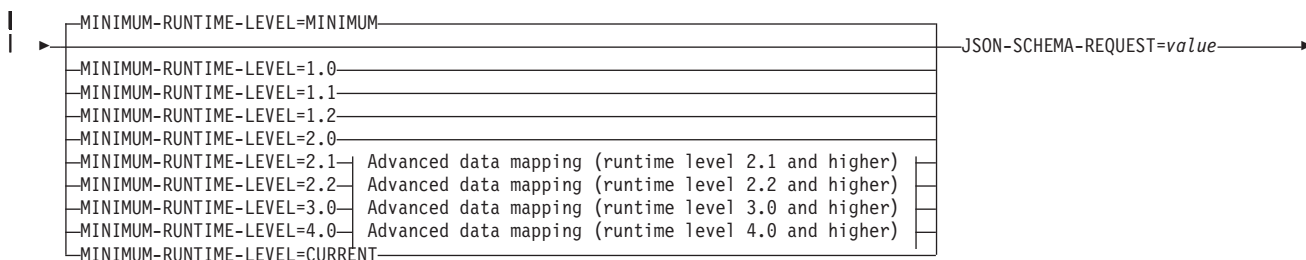 MINIMUM-RUNTIME-LEVEL=MINIMUM
JSON-SCHEMA-REQUEST=value
MINIMUM-RUNTIME-LEVEL=1.0
MINIMUM-RUNTIME-LEVEL=1.1
MINIMUM-RUNTIME-LEVEL=1.2
MINIMUM-RUNTIME-LEVEL=2.0
MINIMUM-RUNTIME-LEVEL=2.1 Advanced data mapping (runtime level 2.1 and higher)
MINIMUM-RUNTIME-LEVEL=2.2 Advanced data mapping (runtime level 2.2 and higher)
MINIMUM-RUNTIME-LEVEL=3.0 Advanced data mapping (runtime level 3.0 and higher)
MINIMUM-RUNTIME-LEVEL=4.0 Advanced data mapping (runtime level 4.0 and higher)
MINIMUM-RUNTIME-LEVEL=CURRENT